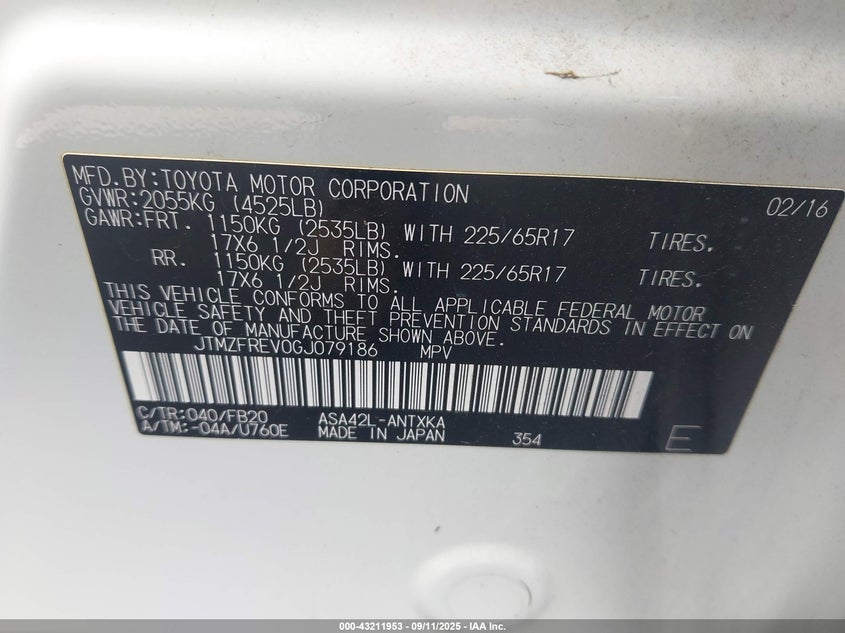 MFD.BY:TOYOTA MOTOR CORPORATION 02/16
GVWR:2055KG (4525LB)
GAWR:FRT. 1150KG (2535LB) WITH 225/65R17 TIRES.
17X6 1/2J RIMS.
RR. 1150KG (2535LB) WITH 225/65R17 TIRES.
17X6 1/2J RIMS.
THIS VEHICLE CONFORMS TO ALL APPLICABLE FEDERAL MOTOR
VEHICLE SAFETY AND THEFT PREVENTION STANDARDS IN EFFECT ON
THE DATE OF MANUFACTURE SHOWN ABOVE.
JTMZFREV0GJ079186 MPV
C/TR:040/FB20 ASA42L-ANTXKA
A/TM:-04A/U760E MADE IN JAPAN 354 E
000-43211953 - 09/11/2025 - IAA Inc.